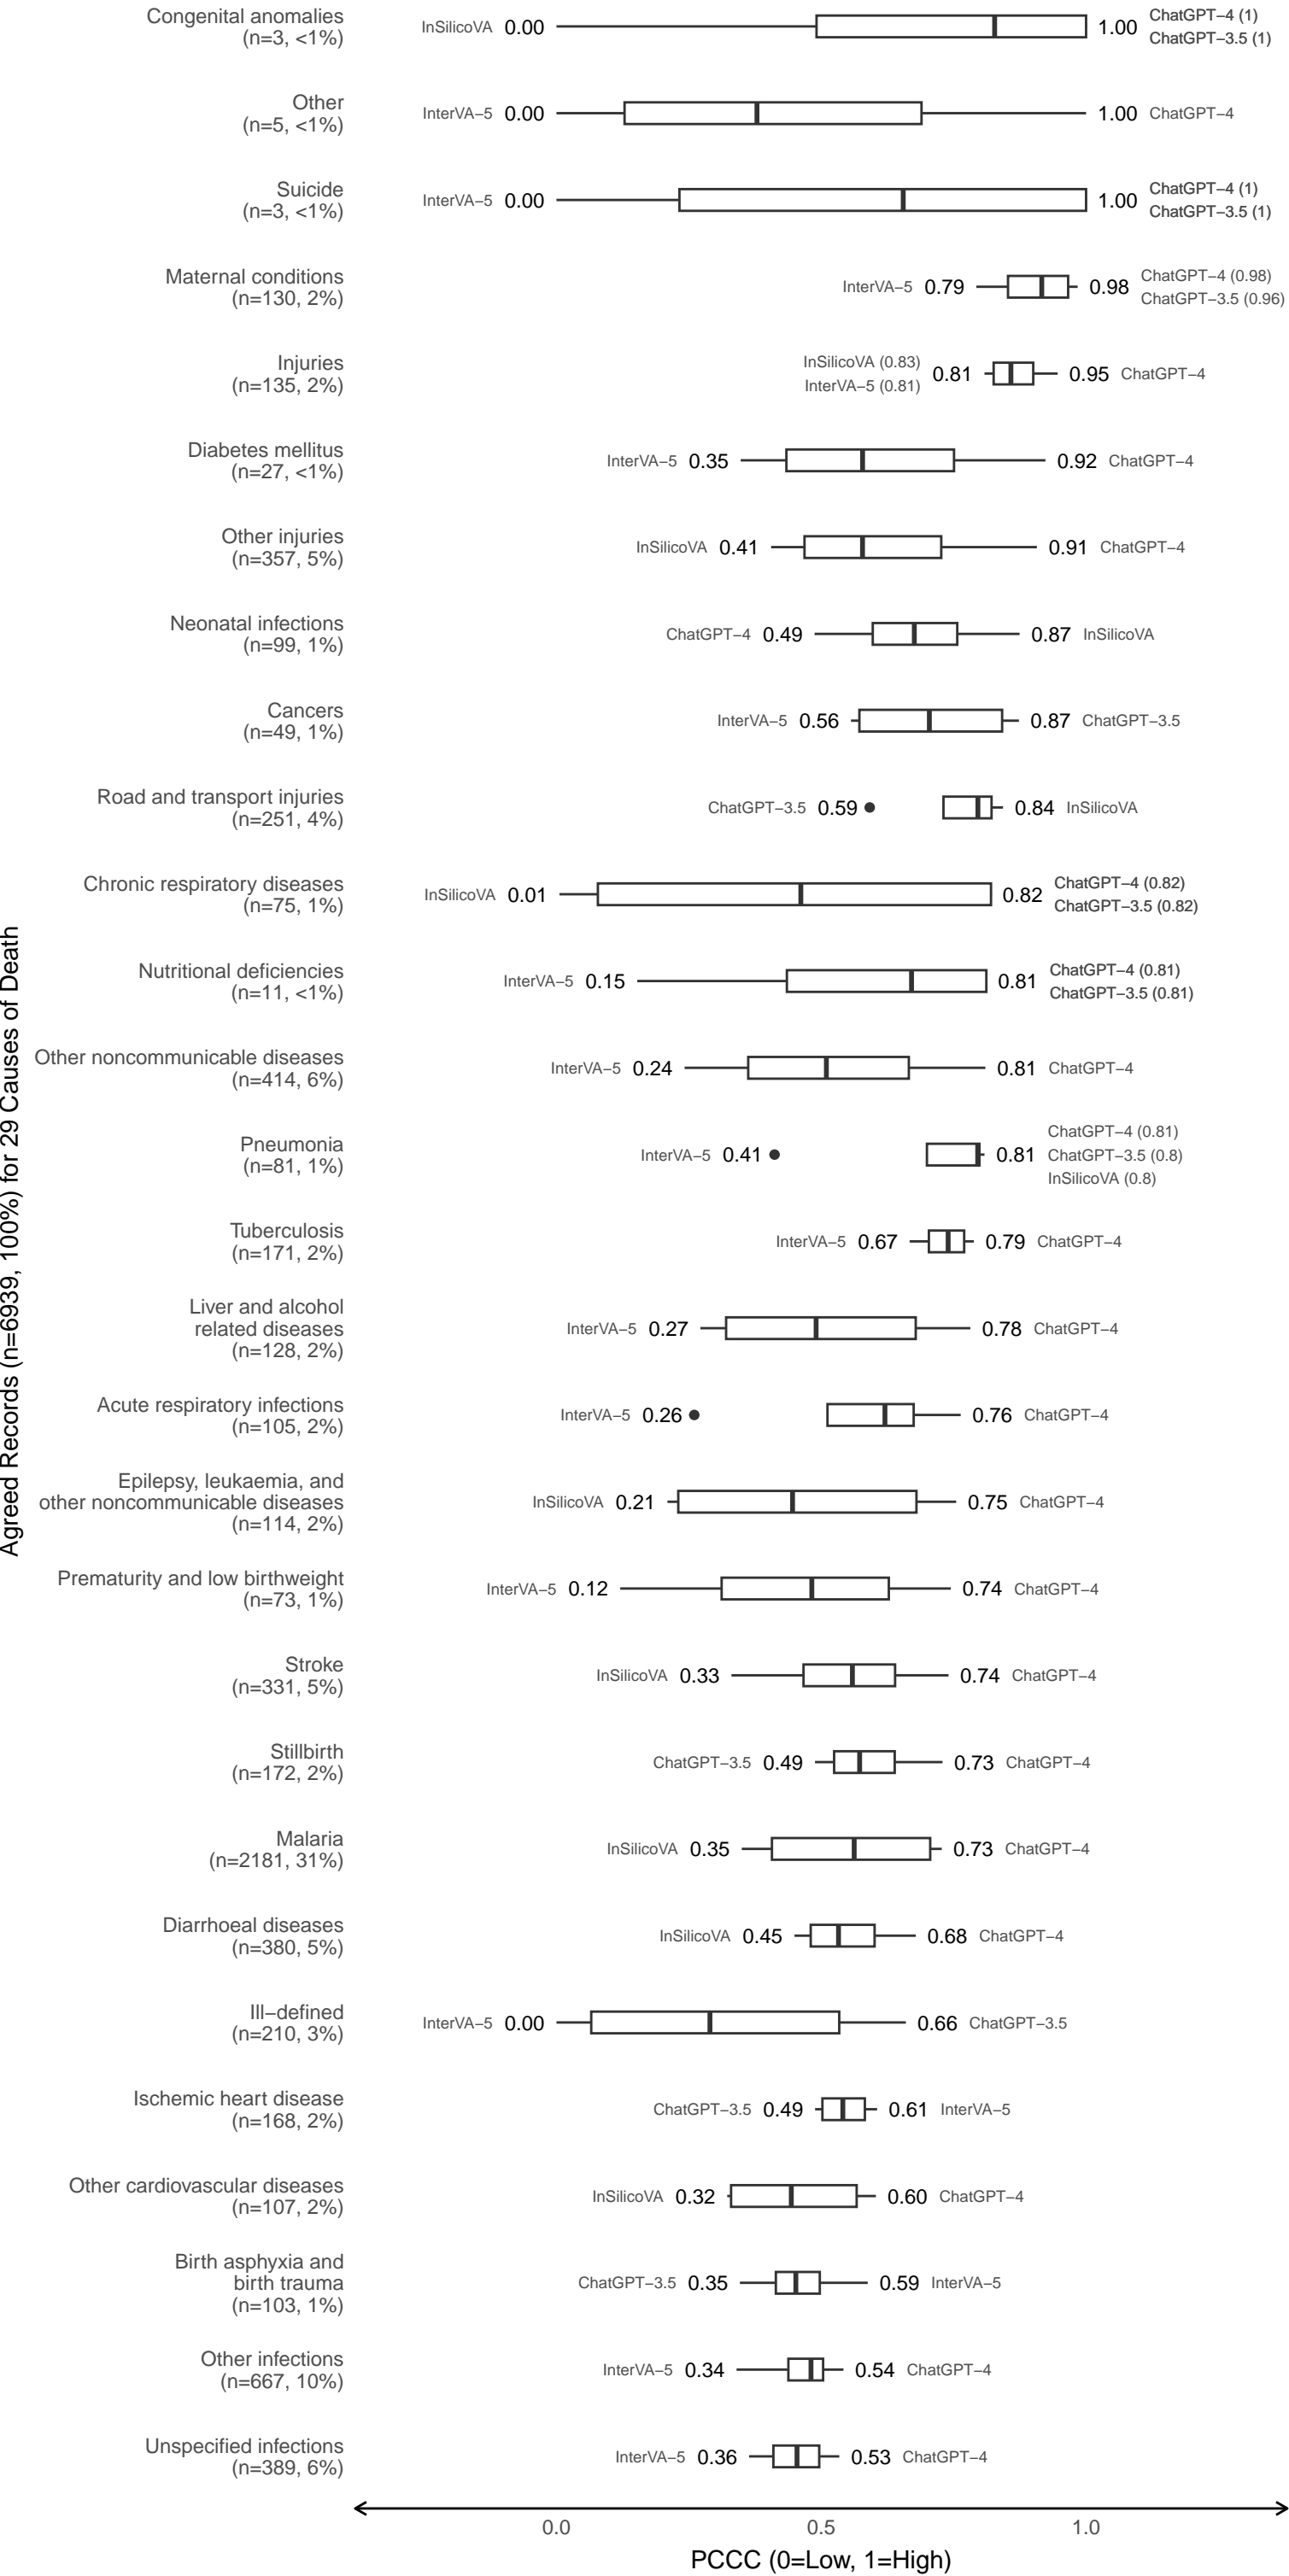 Congenital anomalies
(n=3, <1%)
InSilicoVA 0.00
1.00
ChatGPT−4 (1)
ChatGPT−3.5 (1)
Other
(n=5, <1%)
InterVA−5 0.00
1.00 ChatGPT−4
Suicide
(n=3, <1%)
InterVA−5 0.00
1.00
ChatGPT−4 (1)
ChatGPT−3.5 (1)
Maternal conditions
(n=130, 2%)
InterVA−5 0.79
0.98
ChatGPT−4 (0.98)
ChatGPT−3.5 (0.96)
Injuries
(n=135, 2%)
InSilicoVA (0.83)
InterVA−5 (0.81)
0.81
0.95 ChatGPT−4
Diabetes mellitus
(n=27, <1%)
InterVA−5 0.35
0.92 ChatGPT−4
Other injuries
(n=357, 5%)
InSilicoVA 0.41
0.91 ChatGPT−4
Neonatal infections
(n=99, 1%)
ChatGPT−4 0.49
0.87 InSilicoVA
Cancers
(n=49, 1%)
InterVA−5 0.56
0.87 ChatGPT−3.5
Road and transport injuries
(n=251, 4%)
ChatGPT−3.5 0.59
0.84 InSilicoVA
Chronic respiratory diseases
(n=75, 1%)
InSilicoVA 0.01
0.82
ChatGPT−4 (0.82)
ChatGPT−3.5 (0.82)
Nutritional deficiencies
(n=11, <1%)
InterVA−5 0.15
0.81
ChatGPT−4 (0.81)
ChatGPT−3.5 (0.81)
Other noncommunicable diseases
(n=414, 6%)
InterVA−5 0.24
0.81 ChatGPT−4
Pneumonia
(n=81, 1%)
InterVA−5 0.41
0.81
ChatGPT−4 (0.81)
ChatGPT−3.5 (0.8)
InSilicoVA (0.8)
Tuberculosis
(n=171, 2%)
InterVA−5 0.67
0.79 ChatGPT−4
Liver and alcohol
related diseases
(n=128, 2%)
InterVA−5 0.27
0.78 ChatGPT−4
Acute respiratory infections
(n=105, 2%)
InterVA−5 0.26
0.76 ChatGPT−4
Epilepsy, leukaemia, and
other noncommunicable diseases
(n=114, 2%)
InSilicoVA 0.21
0.75 ChatGPT−4
Prematurity and low birthweight
(n=73, 1%)
InterVA−5 0.12
0.74 ChatGPT−4
Stroke
(n=331, 5%)
InSilicoVA 0.33
0.74 ChatGPT−4
Stillbirth
(n=172, 2%)
ChatGPT−3.5 0.49
0.73 ChatGPT−4
Malaria
(n=2181, 31%)
InSilicoVA 0.35
0.73 ChatGPT−4
Diarrhoeal diseases
(n=380, 5%)
InSilicoVA 0.45
0.68 ChatGPT−4
Ill−defined
(n=210, 3%)
InterVA−5 0.00
0.66 ChatGPT−3.5
Ischemic heart disease
(n=168, 2%)
ChatGPT−3.5 0.49
0.61 InterVA−5
Other cardiovascular diseases
(n=107, 2%)
InSilicoVA 0.32
0.60 ChatGPT−4
Birth asphyxia and
birth trauma
(n=103, 1%)
ChatGPT−3.5 0.35
0.59 InterVA−5
Other infections
(n=667, 10%)
InterVA−5 0.34
0.54 ChatGPT−4
Unspecified infections
(n=389, 6%)
InterVA−5 0.36
0.53 ChatGPT−4
0.0 0.5 1.0
PCCC (0=Low, 1=High)
Agreed Records (n=6939, 100%) for 29 Causes of Death